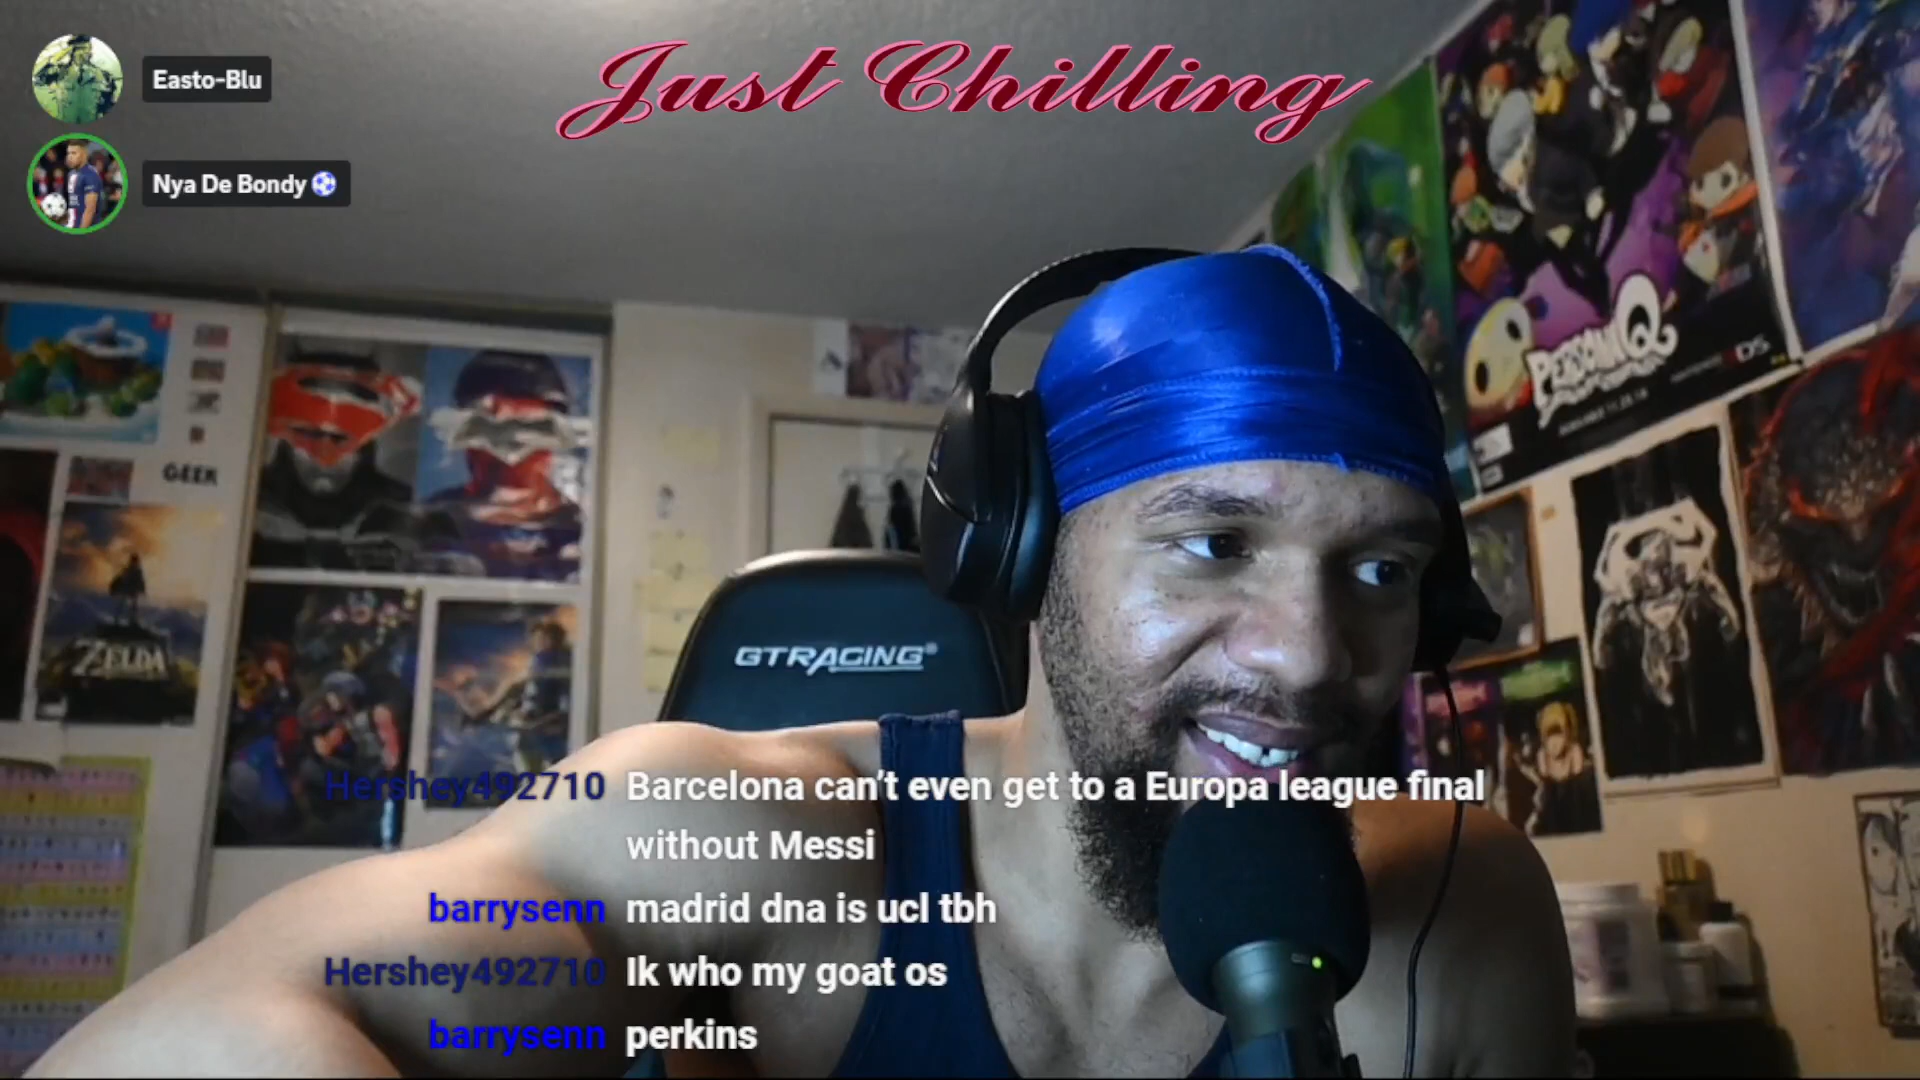 Just Chilling
Easto-Blu
Nya De Bondy
GEEK
PERSONA Q
DS
ZELDA
GTRACING®
Hershey492710 Barcelona can't even get to a Europa league final
without Messi
barrysenn madrid dna is ucl tbh
Hershey492710 Ik who my goat os
barrysenn perkins